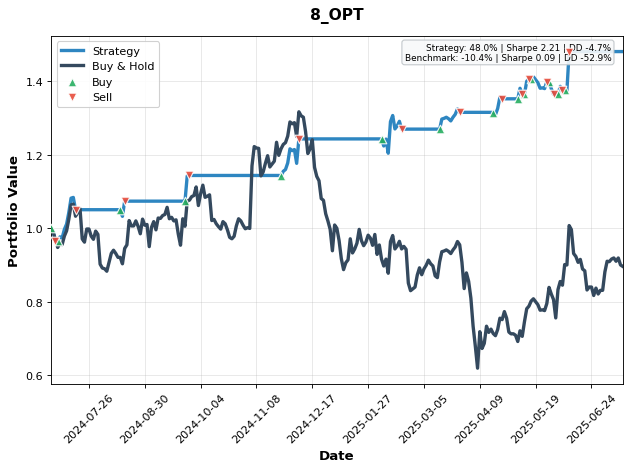 8_OPT
Strategy
Buy & Hold
Buy
Sell
Strategy: 48.0% | Sharpe 2.21 | DD -4.7%
Benchmark: -10.4% | Sharpe 0.09 | DD -52.9%
Portfolio Value
1.4
1.2
1.0
0.8
0.6
2024-07-26
2024-08-30
2024-10-04
2024-11-08
2024-12-17
2025-01-27
2025-03-05
2025-04-09
2025-05-19
2025-06-24
Date